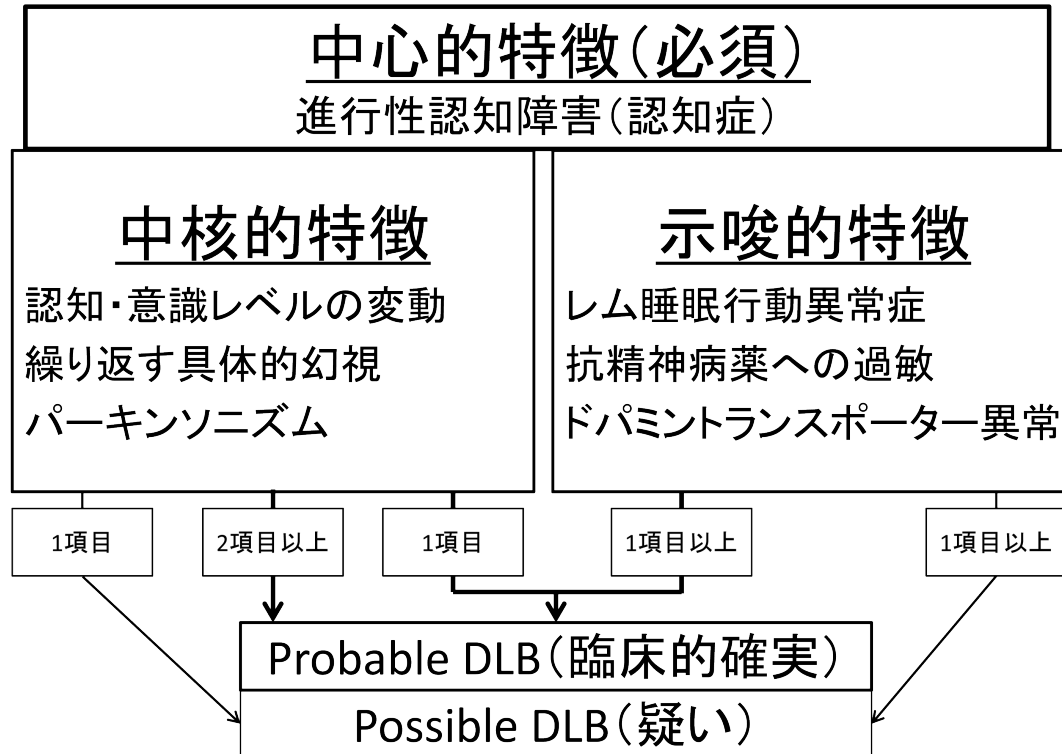 中心的特徴(必須)
進行性認知障害(認知症)
中核的特徴
認知・意識レベルの変動
繰り返す具体的幻視
パーキンソニズム
示唆的特徴
レム睡眠行動異常症
抗精神病薬への過敏
ドパミントランスポーター異常
1項目
2項目以上
1項目
1項目以上
1項目以上
Probable DLB(臨床的確実)
Possible DLB(疑い)